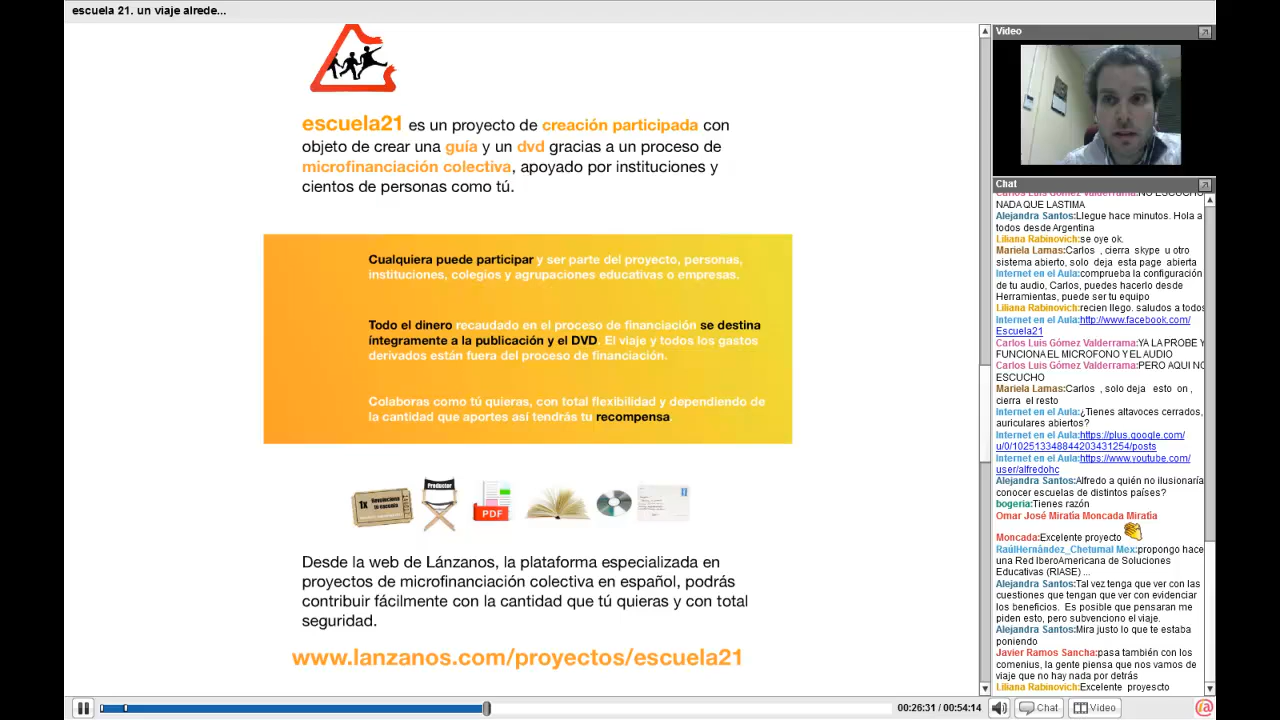 escuela 21. un viaje alrede...
escuela21 es un proyecto de creación participada con
objeto de crear una guía y un dvd gracias a un proceso de
microfinanciación colectiva, apoyado por instituciones y
cientos de personas como tú.
Cualquiera puede participar y ser parte del proyecto, personas,
instituciones, colegios y agrupaciones educativas o empresas.
Todo el dinero recaudado en el proceso de financiación se destina
íntegramente a la publicación y el DVD. El viaje y todos los gastos
derivados están fuera del proceso de financiación.
Colaboras como tú quieras, con total flexibilidad y dependiendo de
la cantidad que aportes así tendrás tu recompensa
1x
Productor
PDF
Desde la web de Lánzanos, la plataforma especializada en
proyectos de microfinanciación colectiva en español, podrás
contribuir fácilmente con la cantidad que tú quieras y con total
seguridad.
www.lanzanos.com/proyectos/escuela21
Video
Chat
Carlos Luis Gómez Valderrama:NO ESCUCHO
NADA QUE LASTIMA
Alejandra Santos:Llegue hace minutos. Hola a
todos desde Argentina
Liliana Rabinovich:se oye ok.
Mariela Lamas:Carlos , cierra skype u otro
sistema abierto, solo deja esta page abierta
Internet en el Aula:comprueba la configuración
de tu audio, Carlos, puedes hacerlo desde
Herramientas, puede ser tu equipo
Liliana Rabinovich:recien llego. saludos a todos
Internet en el Aula:http://www.facebook.com/
Escuela21
Carlos Luis Gómez Valderrama:YA LA PROBE Y
FUNCIONA EL MICROFONO Y EL AUDIO
Carlos Luis Gómez Valderrama:PERO AQUI NO
ESCUCHO
Mariela Lamas:Carlos , solo deja esto on ,
cierra el resto
Internet en el Aula:¿Tienes altavoces cerrados,
auriculares abiertos?
Internet en el Aula:https://plus.google.com/
u/0/102513348844203431254/posts
Internet en el Aula:https://www.youtube.com/
user/alfredohc
Alejandra Santos:Alfredo a quién no ilusionaría
conocer escuelas de distintos países?
bogeria:Tienes razón
Omar José Miratìa Moncada Miratìa
Moncada:Excelente proyecto
RaúlHernández_Chetumal Mex:propongo hace
una Red IberoAmericana de Soluciones
Educativas (RIASE) ...
Alejandra Santos:Tal vez tenga que ver con las
cuestiones que tengan que ver con evidenciar
los beneficios. Es posible que pensaran me
piden esto, pero subvenciono el viaje.
Alejandra Santos:Mira justo lo que te estaba
poniendo
Javier Ramos Sancha:pasa también con los
comenius, la gente piensa que nos vamos de
viaje que no hay nada por detrás
Liliana Rabinovich:Excelente proyescto
00:26:31 / 00:54:14
Chat
Video